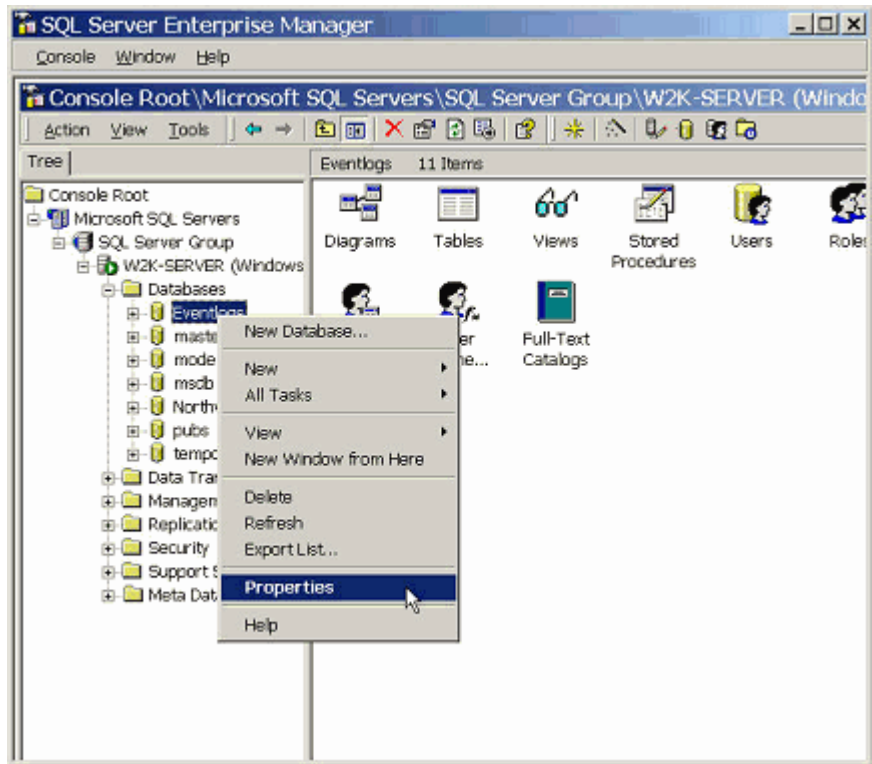 SQL Server Enterprise Manager
Console Window Help
Console Root\Microsoft SQL Servers\SQL Server Group\W2K-SERVER (Windo
Action View Tools
Tree
Eventlogs 11 Items
Console Root
Microsoft SQL Servers
SQL Server Group
W2K-SERVER (Windows
Databases
Eventlogs
maste
mode
msdb
North
pubs
tempo
Data Tra
Managem
Replicatic
Security
Support S
Meta Dat
Diagrams
Tables
Views
Stored Procedures
Users
Roles
er
ne...
Full-Text Catalogs
New Database...
New
All Tasks
View
New Window from Here
Delete
Refresh
Export List...
Properties
Help